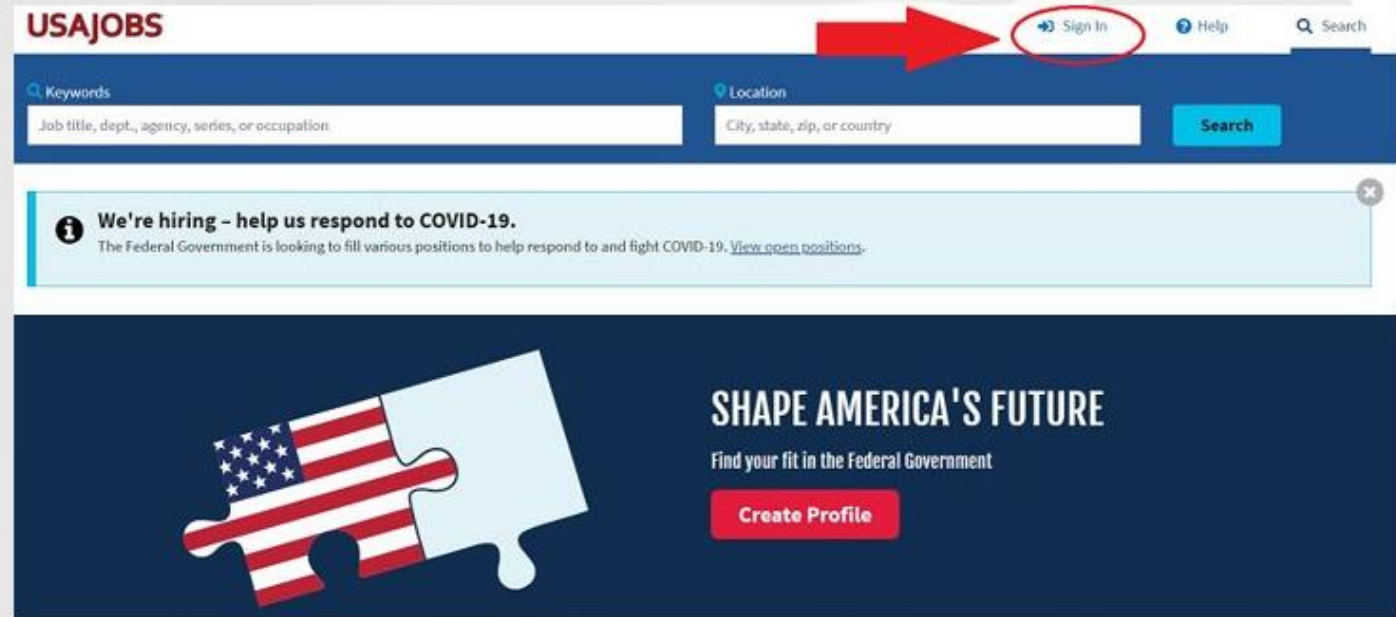 USAJOBS
Sign In
Help
Search
Keywords
Location
Job title, dept., agency, series, or occupation
City, state, zip, or country
Search
We're hiring – help us respond to COVID-19.
The Federal Government is looking to fill various positions to help respond to and fight COVID-19. View open positions.
SHAPE AMERICA'S FUTURE
Find your fit in the Federal Government
Create Profile